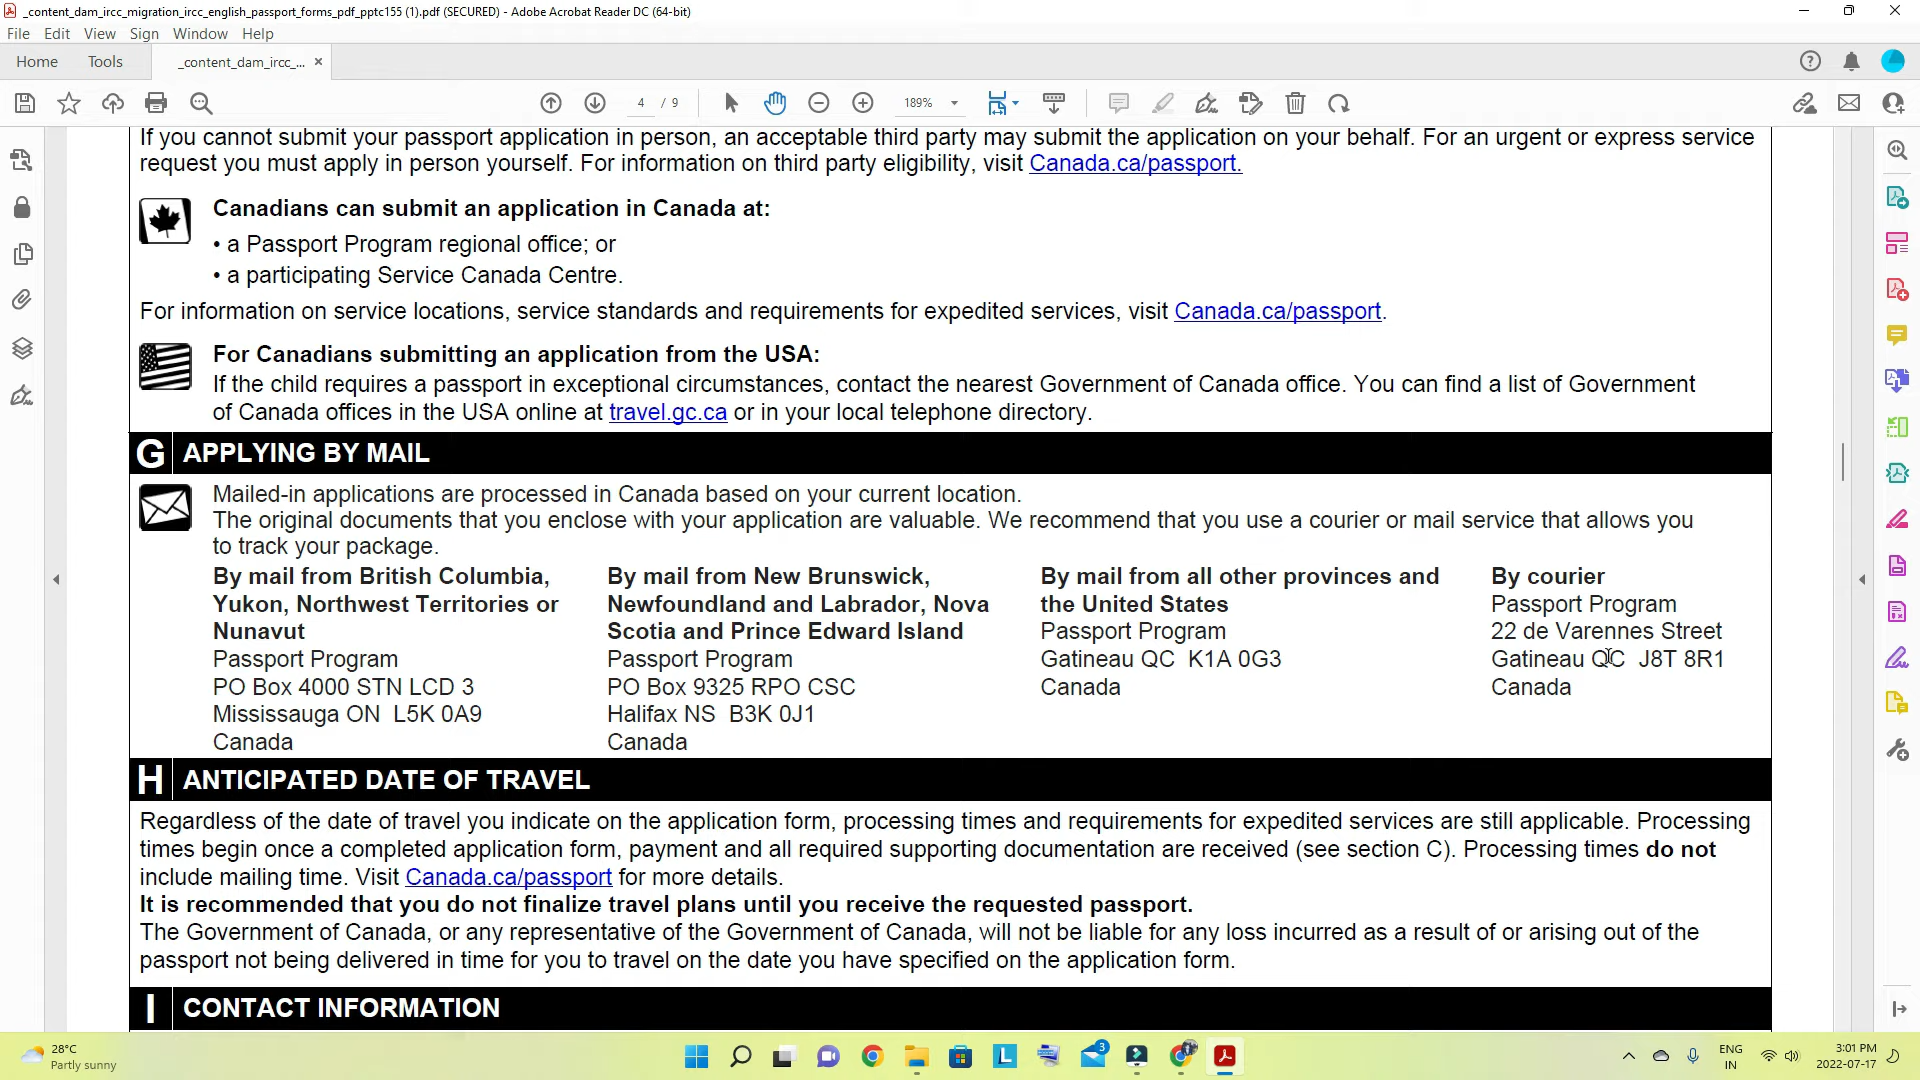 _content_dam_ircc_migration_ircc_english_passport_forms_pdf_pptc155 (1).pdf (SECURED) - Adobe Acrobat Reader DC (64-bit)
File Edit View Sign Window Help
Home Tools _content_dam_ircc_...
4 / 9 189%
If you cannot submit your passport application in person, an acceptable third party may submit the application on your behalf. For an urgent or express service
request you must apply in person yourself. For information on third party eligibility, visit Canada.ca/passport.
Canadians can submit an application in Canada at:
• a Passport Program regional office; or
• a participating Service Canada Centre.
For information on service locations, service standards and requirements for expedited services, visit Canada.ca/passport.
For Canadians submitting an application from the USA:
If the child requires a passport in exceptional circumstances, contact the nearest Government of Canada office. You can find a list of Government
of Canada offices in the USA online at travel.gc.ca or in your local telephone directory.
G APPLYING BY MAIL
Mailed-in applications are processed in Canada based on your current location.
The original documents that you enclose with your application are valuable. We recommend that you use a courier or mail service that allows you
to track your package.
By mail from British Columbia,
Yukon, Northwest Territories or
Nunavut
Passport Program
PO Box 4000 STN LCD 3
Mississauga ON L5K 0A9
Canada
By mail from New Brunswick,
Newfoundland and Labrador, Nova
Scotia and Prince Edward Island
Passport Program
PO Box 9325 RPO CSC
Halifax NS B3K 0J1
Canada
By mail from all other provinces and
the United States
Passport Program
Gatineau QC K1A 0G3
Canada
By courier
Passport Program
22 de Varennes Street
Gatineau QC J8T 8R1
Canada
H ANTICIPATED DATE OF TRAVEL
Regardless of the date of travel you indicate on the application form, processing times and requirements for expedited services are still applicable. Processing
times begin once a completed application form, payment and all required supporting documentation are received (see section C). Processing times do not
include mailing time. Visit Canada.ca/passport for more details.
It is recommended that you do not finalize travel plans until you receive the requested passport.
The Government of Canada, or any representative of the Government of Canada, will not be liable for any loss incurred as a result of or arising out of the
passport not being delivered in time for you to travel on the date you have specified on the application form.
I CONTACT INFORMATION
28°C
Partly sunny
L
3
ENG
IN
3:01 PM
2022-07-17